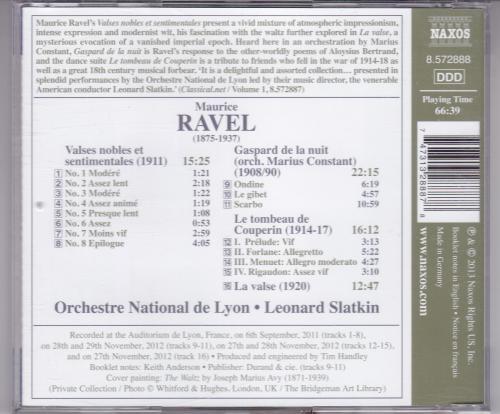 Maurice Ravel's Valses nobles et sentimentales present a vivid mixture of atmospheric impressionism,
intense expression and modernist wit, his fascination with the waltz further explored in La valse, a
mysterious evocation of a vanished imperial epoch. Heard here in an orchestration by Marius
Constant, Gaspard de la nuit is Ravel's response to the other-worldly poems of Aloysius Bertrand,
and the dance suite Le tombeau de Couperin is a tribute to friends who fell in the war of 1914-18 as
well as a great 18th century musical forbear. 'It is a delightful and assorted collection… presented in
splendid performances by the Orchestre National de Lyon led by their music director, the venerable
American conductor Leonard Slatkin.' (Classical.net / Volume 1, 8.572887)
Maurice
RAVEL
(1875-1937)
Valses nobles et
sentimentales (1911) 15:25
1 No. 1 Modéré 1:21
2 No. 2 Assez lent 2:18
3 No. 3 Modéré 1:22
4 No. 4 Assez animé 1:19
5 No. 5 Presque lent 1:08
6 No. 6 Assez 0:53
7 No. 7 Moins vif 2:59
8 No. 8 Epilogue 4:05
Gaspard de la nuit
(orch. Marius Constant)
(1908/90) 22:15
9 Ondine 6:19
10 Le gibet 4:57
11 Scarbo 10:59
Le tombeau de
Couperin (1914-17) 16:12
12 I. Prélude: Vif 3:13
13 II. Forlane: Allegretto 5:22
14 III. Menuet: Allegro moderato 4:27
15 IV. Rigaudon: Assez vif 3:10
16 La valse (1920) 12:47
Orchestre National de Lyon • Leonard Slatkin
Recorded at the Auditorium de Lyon, France, on 6th September, 2011 (tracks 1-8),
on 28th and 29th November, 2012 (tracks 9-11), on 27th and 28th November, 2012 (tracks 12-15),
and on 27th November, 2012 (track 16) • Produced and engineered by Tim Handley
Booklet notes: Keith Anderson • Publisher: Durand & cie. (tracks 9-11)
Cover painting: The Waltz by Joseph Marius Avy (1871-1939)
(Private Collection / Photo © Whitford & Hughes, London, UK / The Bridgeman Art Library)
NAXOS
8.572888
DDD
Playing Time
66:39
7 47313 28887 8
www.naxos.com
Made in Germany
Booklet notes in English • Notice en français
℗ & © 2013 Naxos Rights US, Inc.